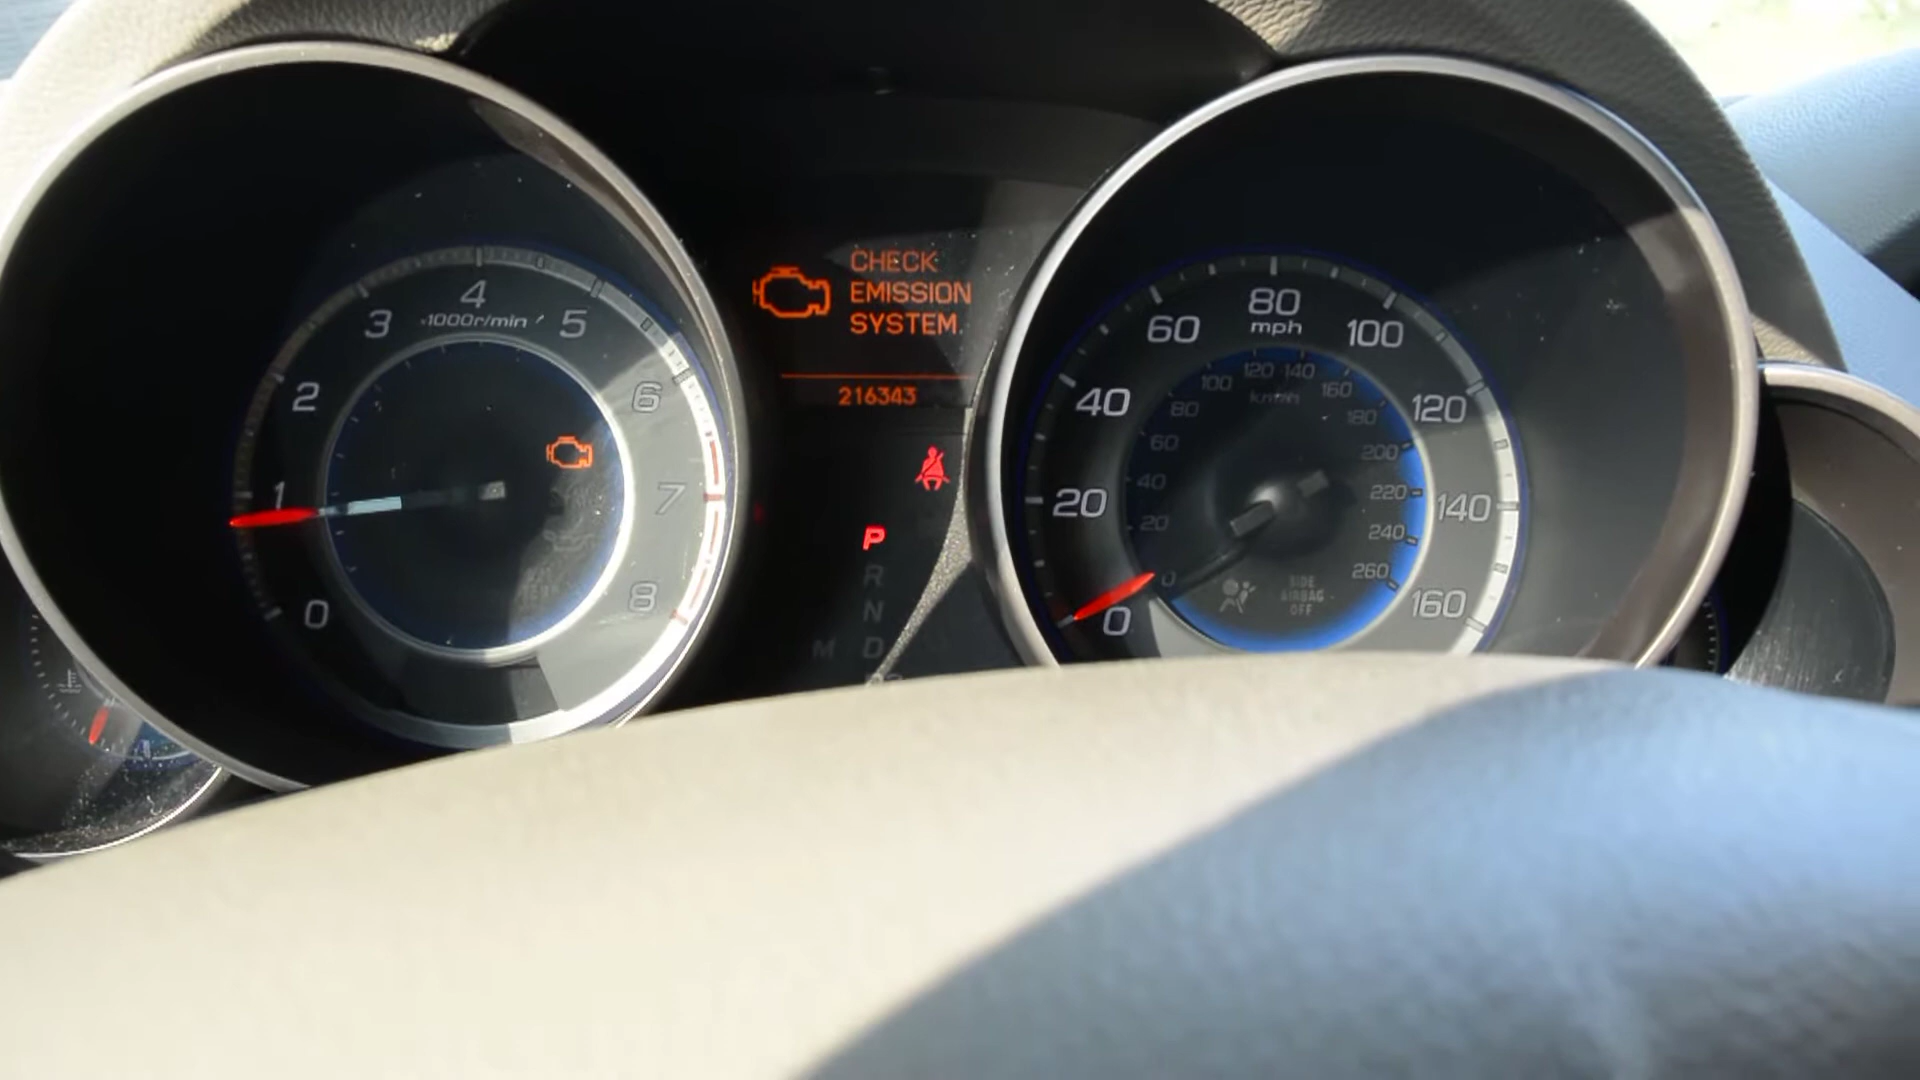 4
3
x1000r/min
5
2
6
1
7
0
8
CHECK
EMISSION
SYSTEM.
216343
P
R
N
M D
80
mph
60
100
40
120
20
140
0
160
120 140
100
160
km/h
80
180
60
200
40
220
20
240
0
260
SIDE
AIRBAG
OFF